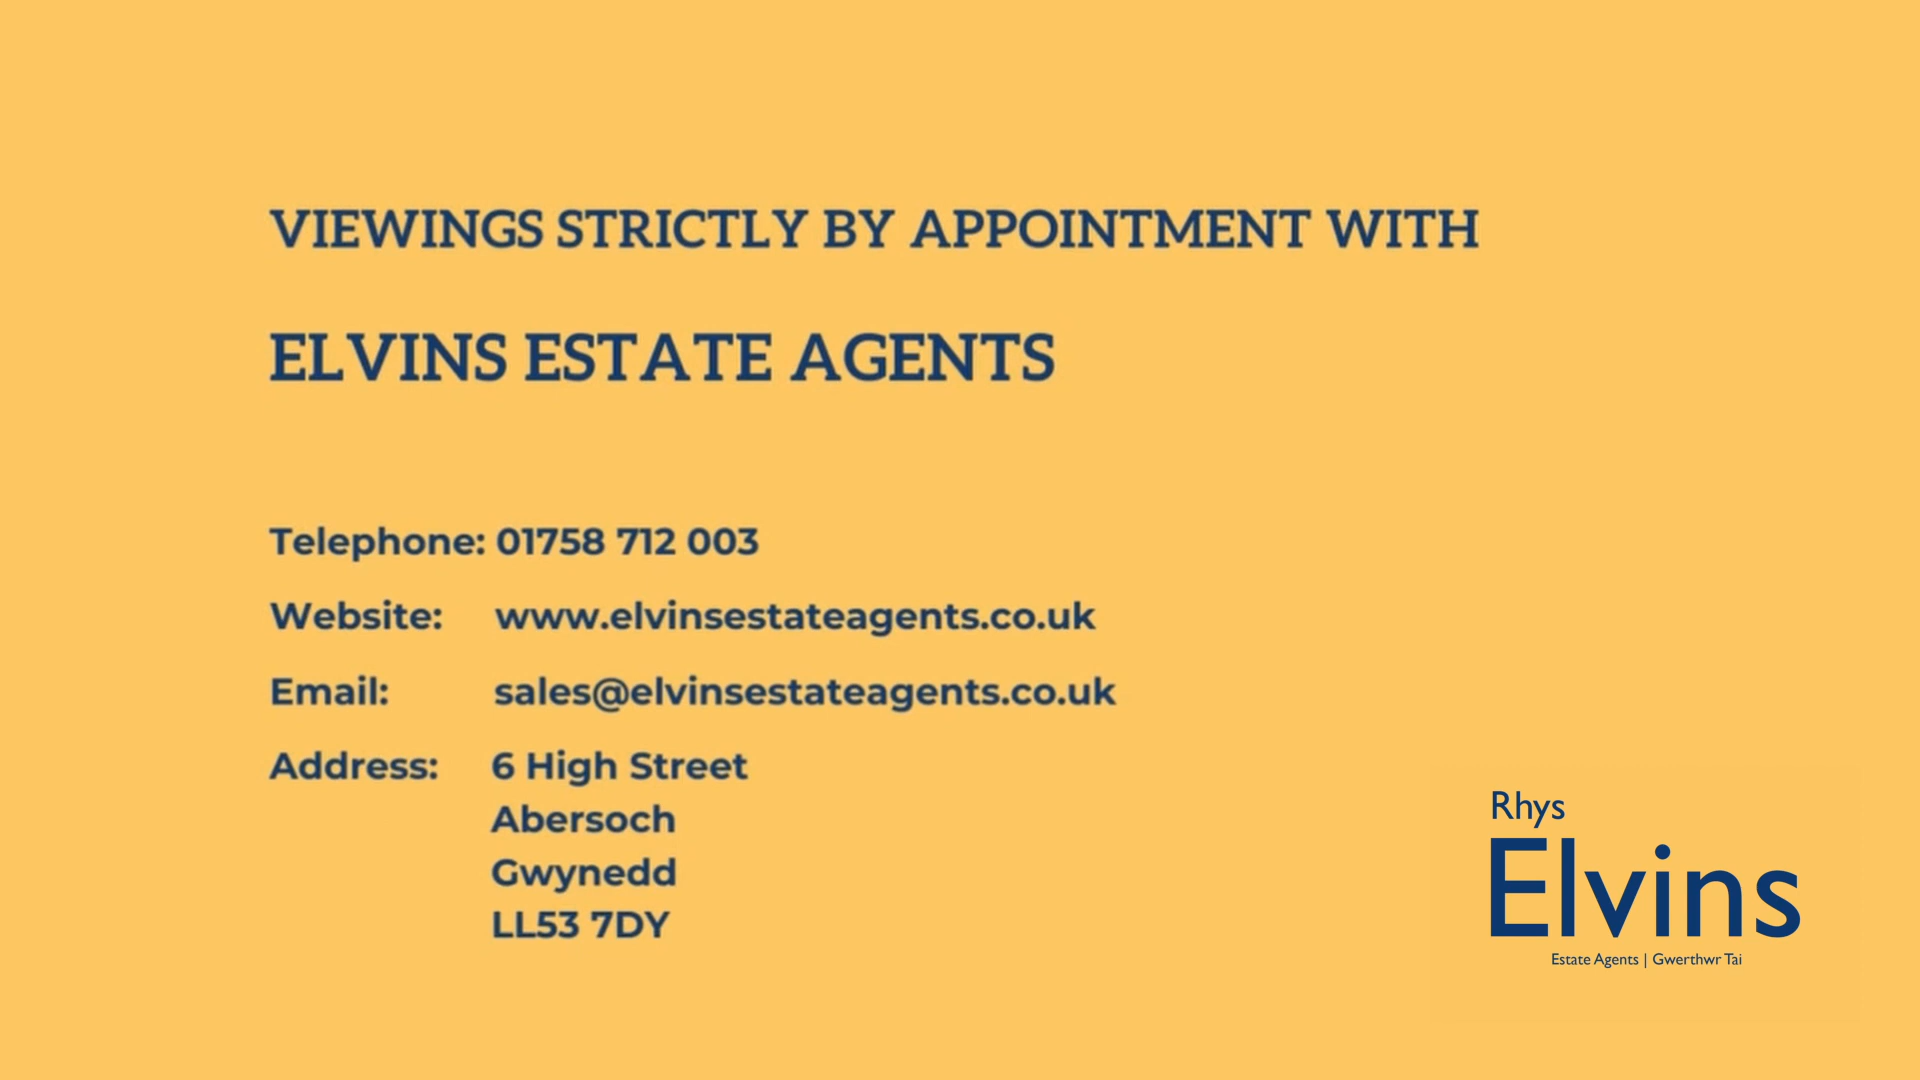 VIEWINGS STRICTLY BY APPOINTMENT WITH
ELVINS ESTATE AGENTS
Telephone: 01758 712 003
Website: www.elvinsestateagents.co.uk
Email: sales@elvinsestateagents.co.uk
Address: 6 High Street
Abersoch
Gwynedd
LL53 7DY
Rhys
Elvins
Estate Agents | Gwerthwr Tai